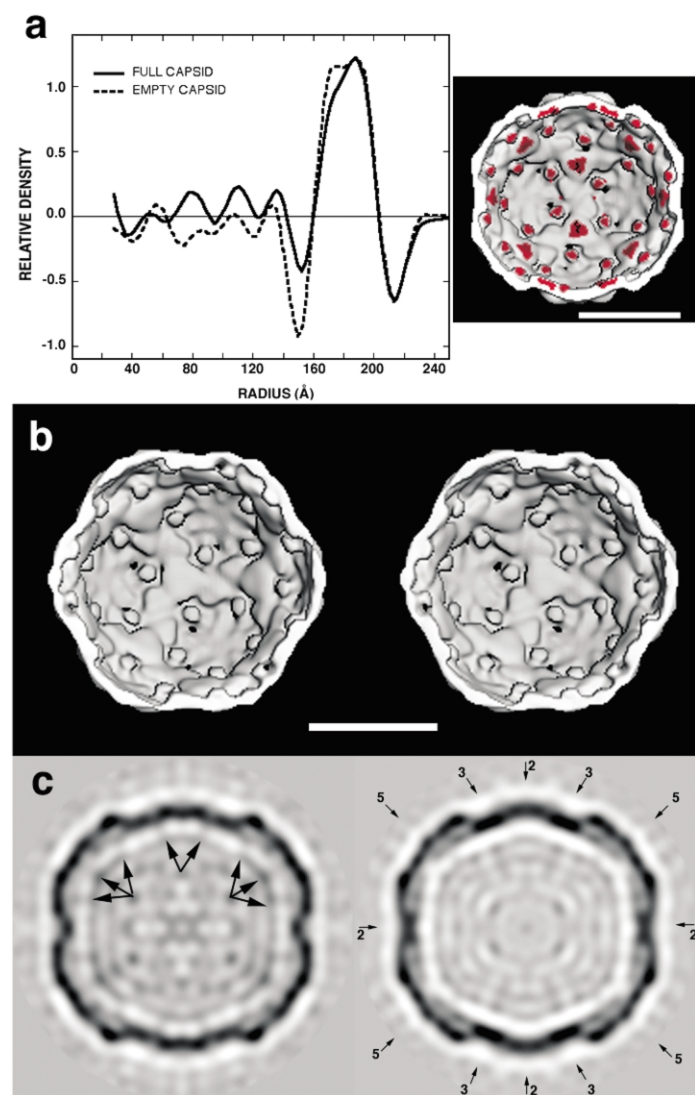 a
FULL CAPSID
EMPTY CAPSID
RELATIVE DENSITY
1.0
0.5
0.0
-0.5
-1.0
0 40 80 120 160 200 240
RADIUS (Å)
b
c
3 2 3
5 5
2 2
5 5
3 2 3